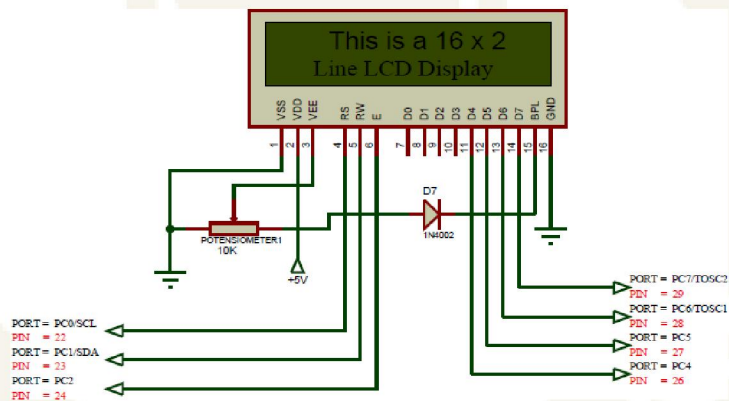 This is a 16 x 2
Line LCD Display
VSS VDD VEE RS RW E D0 D1 D2 D3 D4 D5 D6 D7 BPL GND
1 2 3 4 5 6 7 8 9 10 11 12 13 14 15 16
D7
1N4002
POTENSIOMETER1
10K
+5V
PORT = PC0/SCL
PIN = 22
PORT = PC1/SDA
PIN = 23
PORT = PC2
PIN = 24
PORT = PC7/TOSC2
PIN = 29
PORT = PC6/TOSC1
PIN = 28
PORT = PC5
PIN = 27
PORT = PC4
PIN = 26